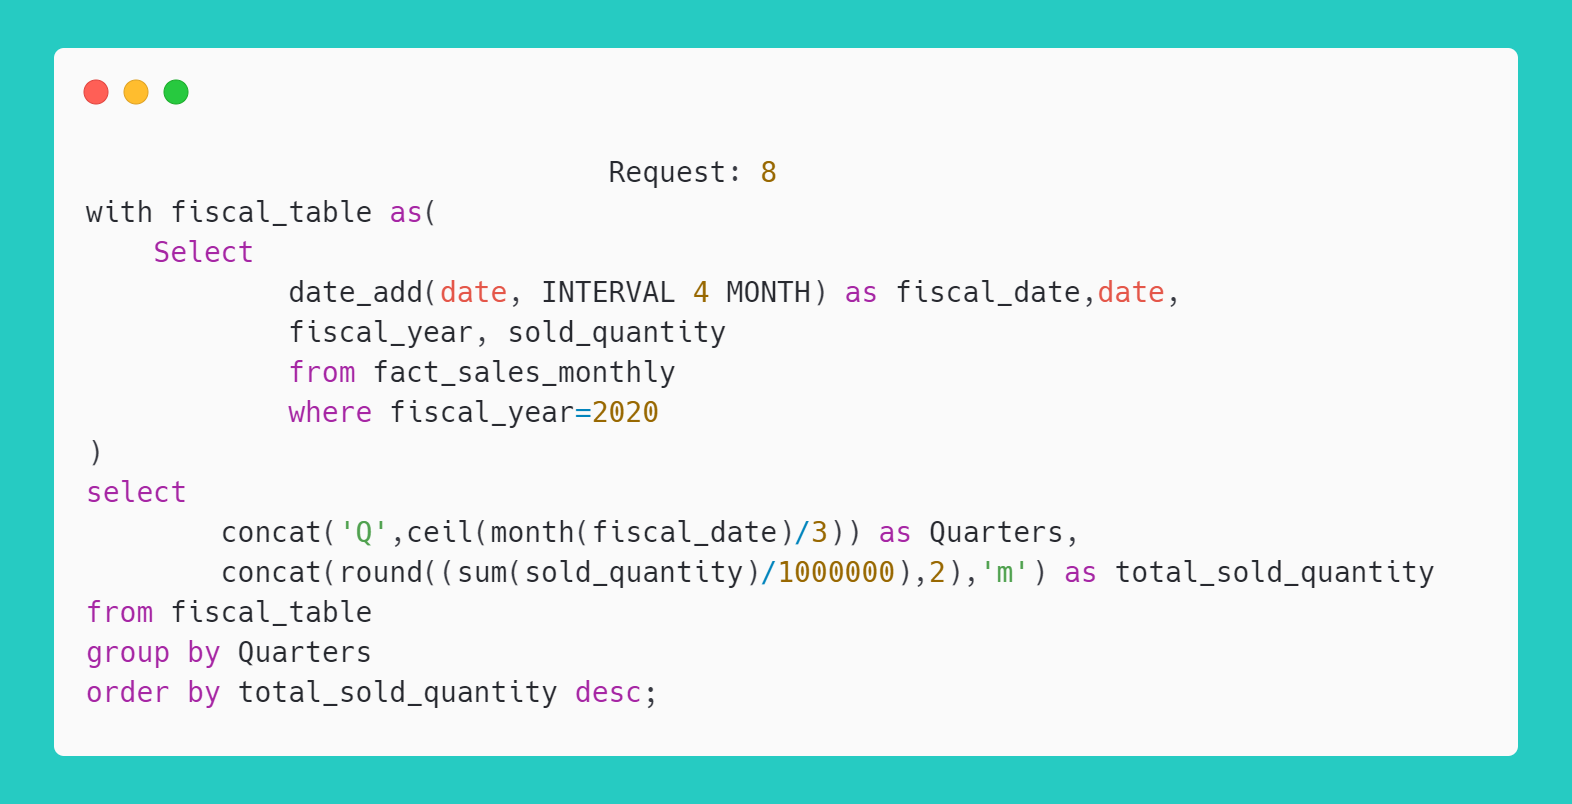 Request: 8
with fiscal_table as(
    Select
            date_add(date, INTERVAL 4 MONTH) as fiscal_date,date,
            fiscal_year, sold_quantity
            from fact_sales_monthly
            where fiscal_year=2020
)
select
        concat('Q',ceil(month(fiscal_date)/3)) as Quarters,
        concat(round((sum(sold_quantity)/1000000),2),'m') as total_sold_quantity
from fiscal_table
group by Quarters
order by total_sold_quantity desc;